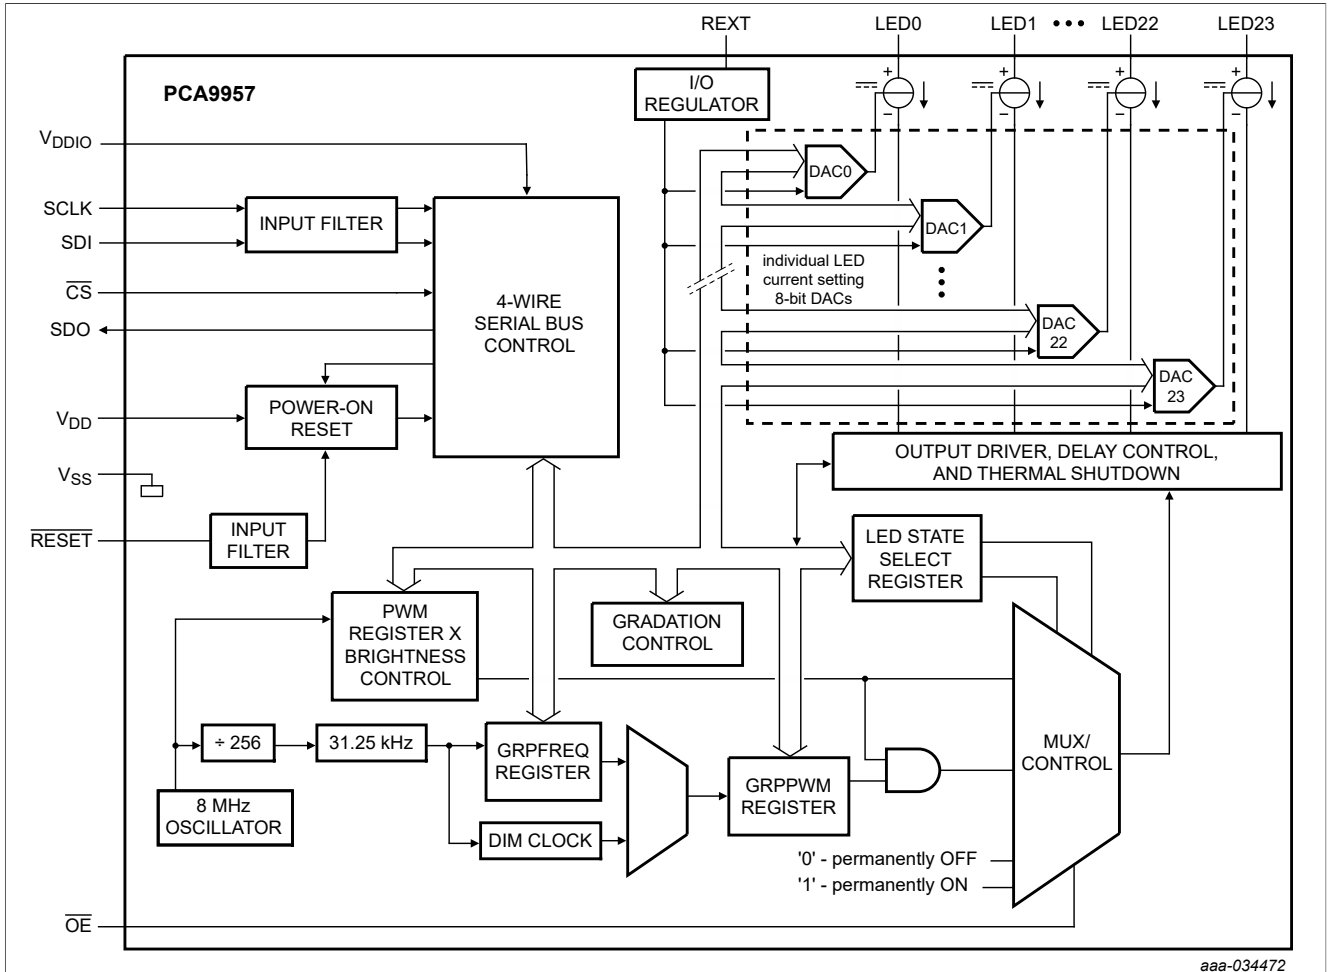 REXT
LED0
LED1
LED22
LED23
PCA9957
I/O
REGULATOR
+
+
+
+
−
−
−
−
VDDIO
SCLK
SDI
CS
SDO
VDD
VSS
RESET
INPUT FILTER
4-WIRE
SERIAL BUS
CONTROL
POWER-ON
RESET
INPUT
FILTER
DAC0
DAC1
individual LED
current setting
8-bit DACs
DAC
22
DAC
23
OUTPUT DRIVER, DELAY CONTROL,
AND THERMAL SHUTDOWN
LED STATE
SELECT
REGISTER
PWM
REGISTER X
BRIGHTNESS
CONTROL
GRADATION
CONTROL
÷ 256
31.25 kHz
GRPFREQ
REGISTER
8 MHz
OSCILLATOR
DIM CLOCK
GRPPWM
REGISTER
MUX/
CONTROL
'0' - permanently OFF
'1' - permanently ON
OE
aaa-034472